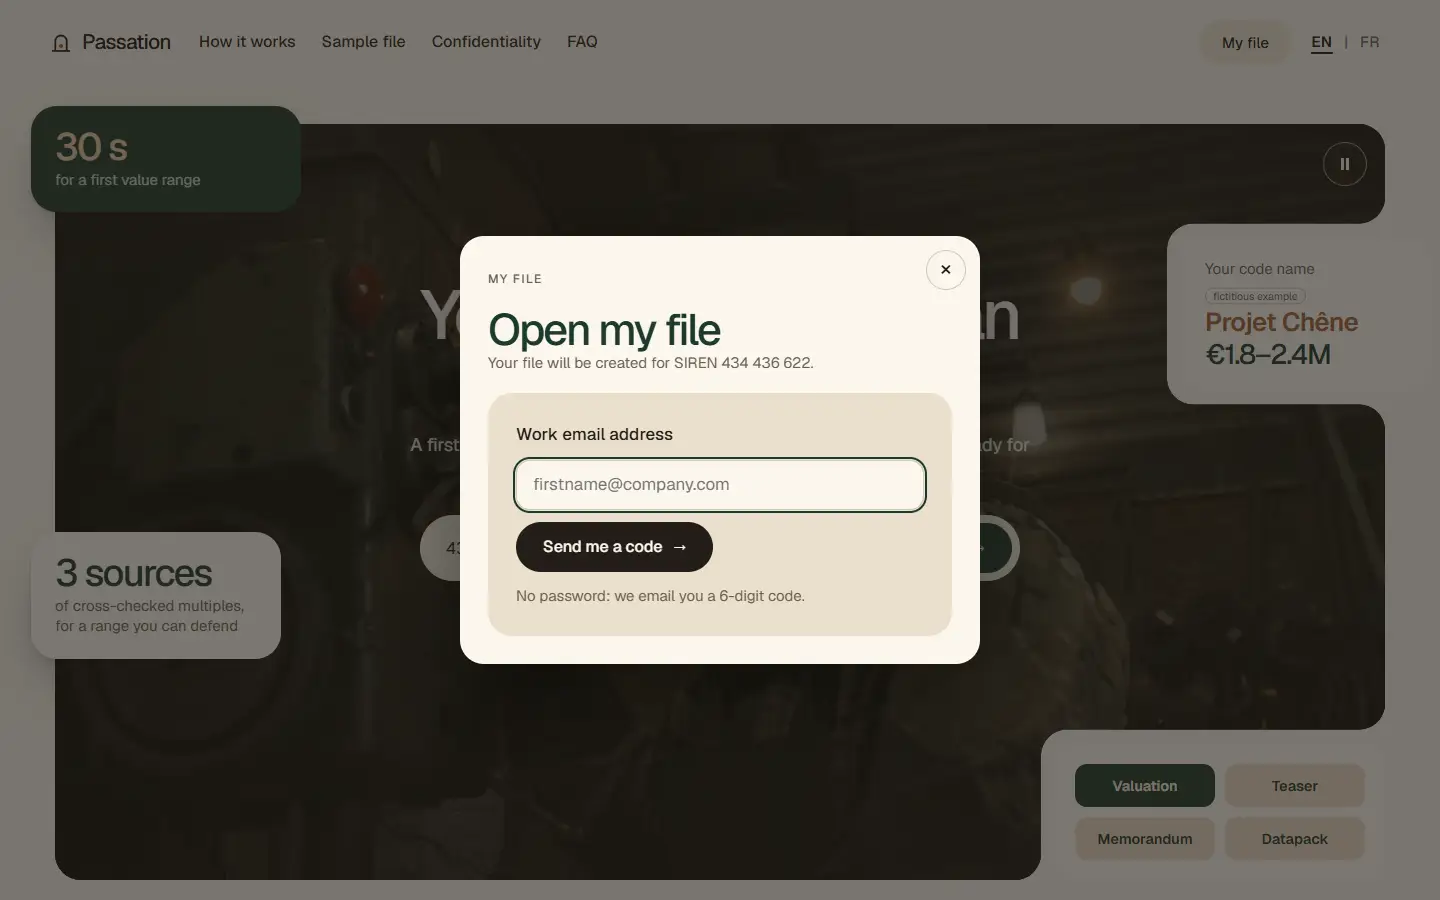 Passation
How it works
Sample file
Confidentiality
FAQ
My file
EN | FR
30 s
for a first value range
Your code name
fictitious example
Projet Chêne
€1.8–2.4M
MY FILE
Open my file
Your file will be created for SIREN 434 436 622.
Work email address
firstname@company.com
Send me a code →
No password: we email you a 6-digit code.
A first
for
3 sources
of cross-checked multiples,
for a range you can defend
Valuation
Teaser
Memorandum
Datapack